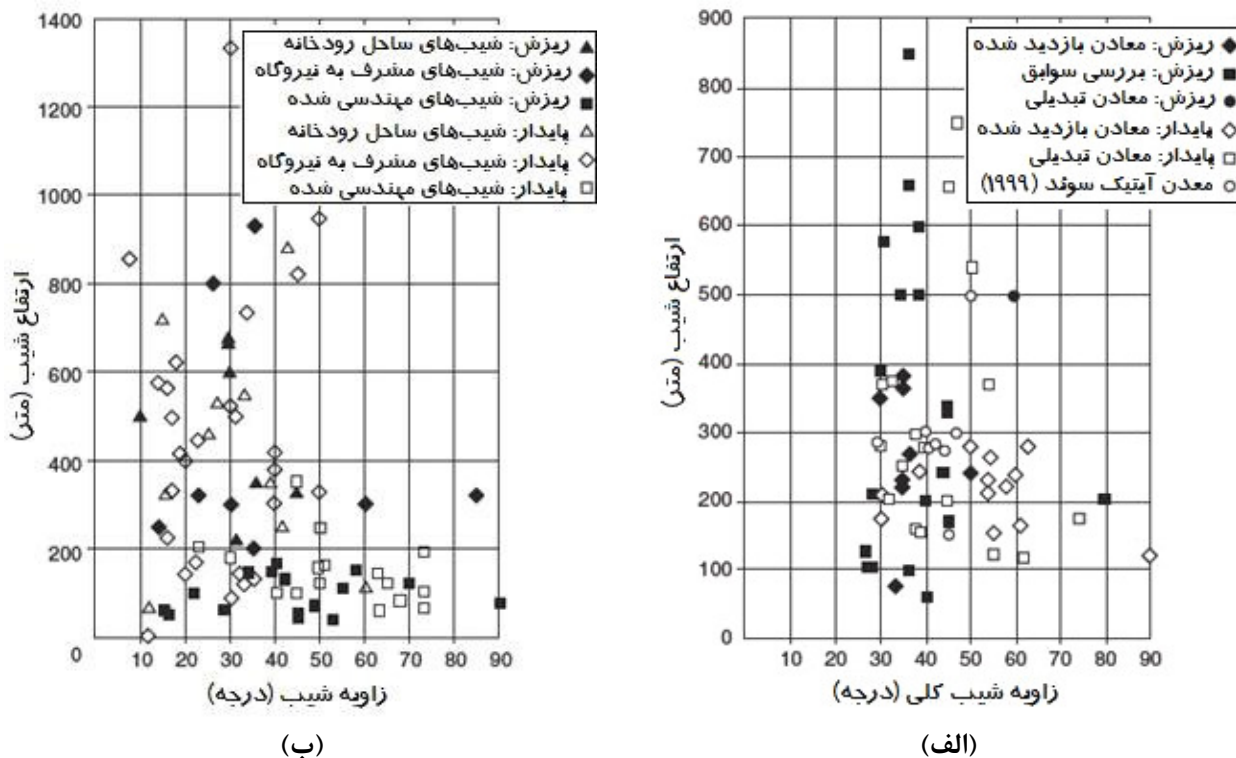 900
800
700
600
500
400
300
200
100
0
10 20 30 40 50 60 70 80 90
ارتفاع شیب (متر)
زاویه شیب کلی (درجه)
ریزش: معادن بازدید شده
ریزش: بررسی سوابق
ریزش: معادن تبدیلی
پایدار: معادن بازدید شده
پایدار: معادن تبدیلی
معدن آیتیک سوئد (۱۹۹۹)
(الف)
1400
1200
1000
800
600
400
200
0
10 20 30 40 50 60 70 80 90
ارتفاع شیب (متر)
زاویه شیب (درجه)
ریزش: شیب‌های ساحل رودخانه
ریزش: شیب‌های مشرف به نیروگاه
ریزش: شیب‌های مهندسی شده
پایدار: شیب‌های ساحل رودخانه
پایدار: شیب‌های مشرف به نیروگاه
پایدار: شیب‌های مهندسی شده
(ب)